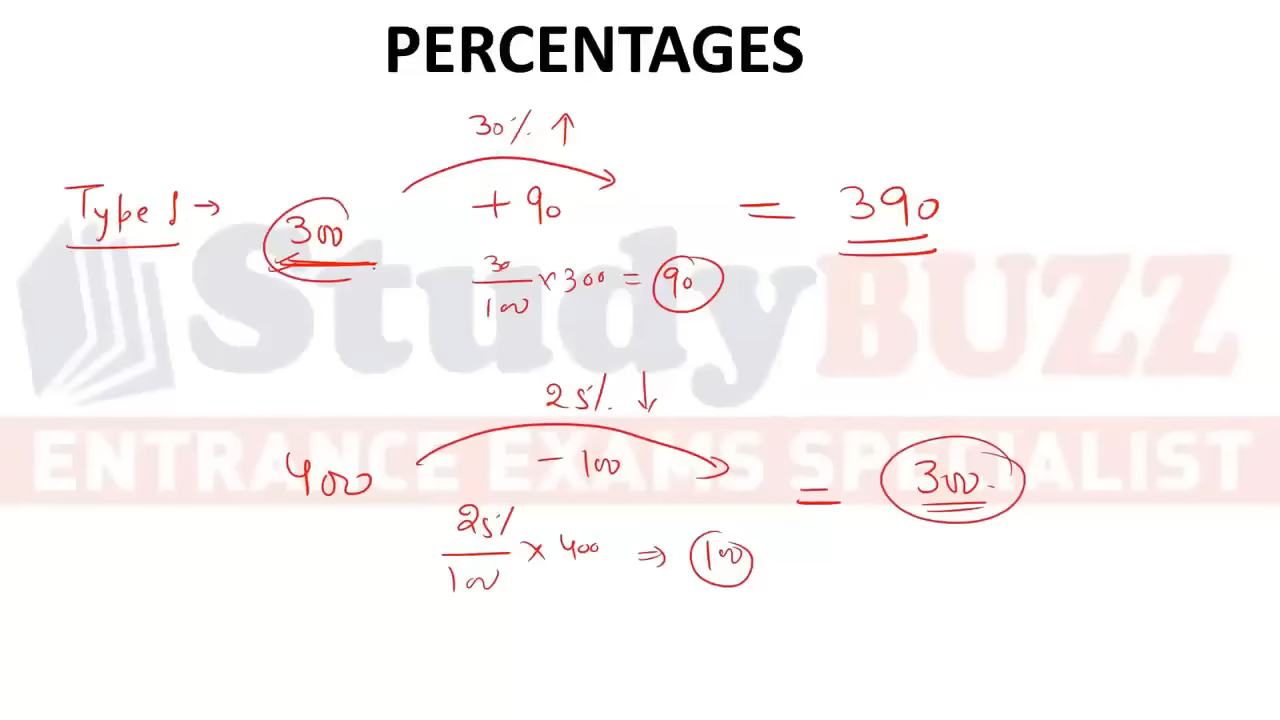 PERCENTAGES
30% ↑
Type 1 → 300 + 90 = 390
30/100 × 300 = 90
StudyBUZZ
25% ↓
ENTRANCE EXAMS SPECIALIST
400 - 100 = 300
25%/100 × 400 ⇒ 100